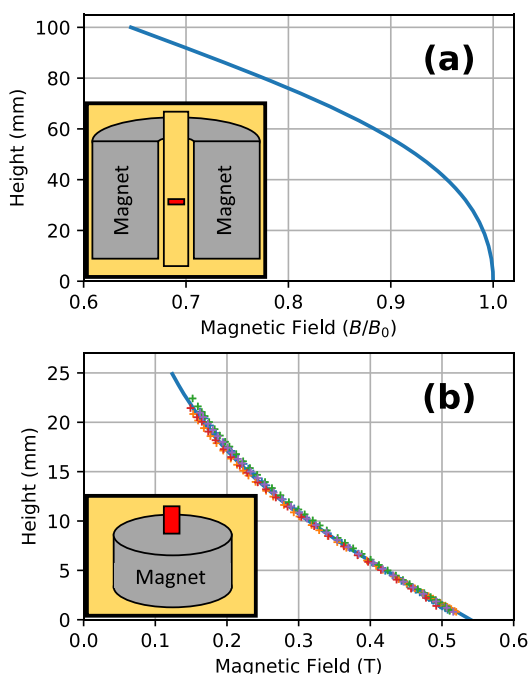 100
80
60
40
20
0
Height (mm)
(a)
Magnet
Magnet
0.6
0.7
0.8
0.9
1.0
Magnetic Field (B/B₀)
25
20
15
10
5
0
Height (mm)
(b)
Magnet
0.0
0.1
0.2
0.3
0.4
0.5
0.6
Magnetic Field (T)